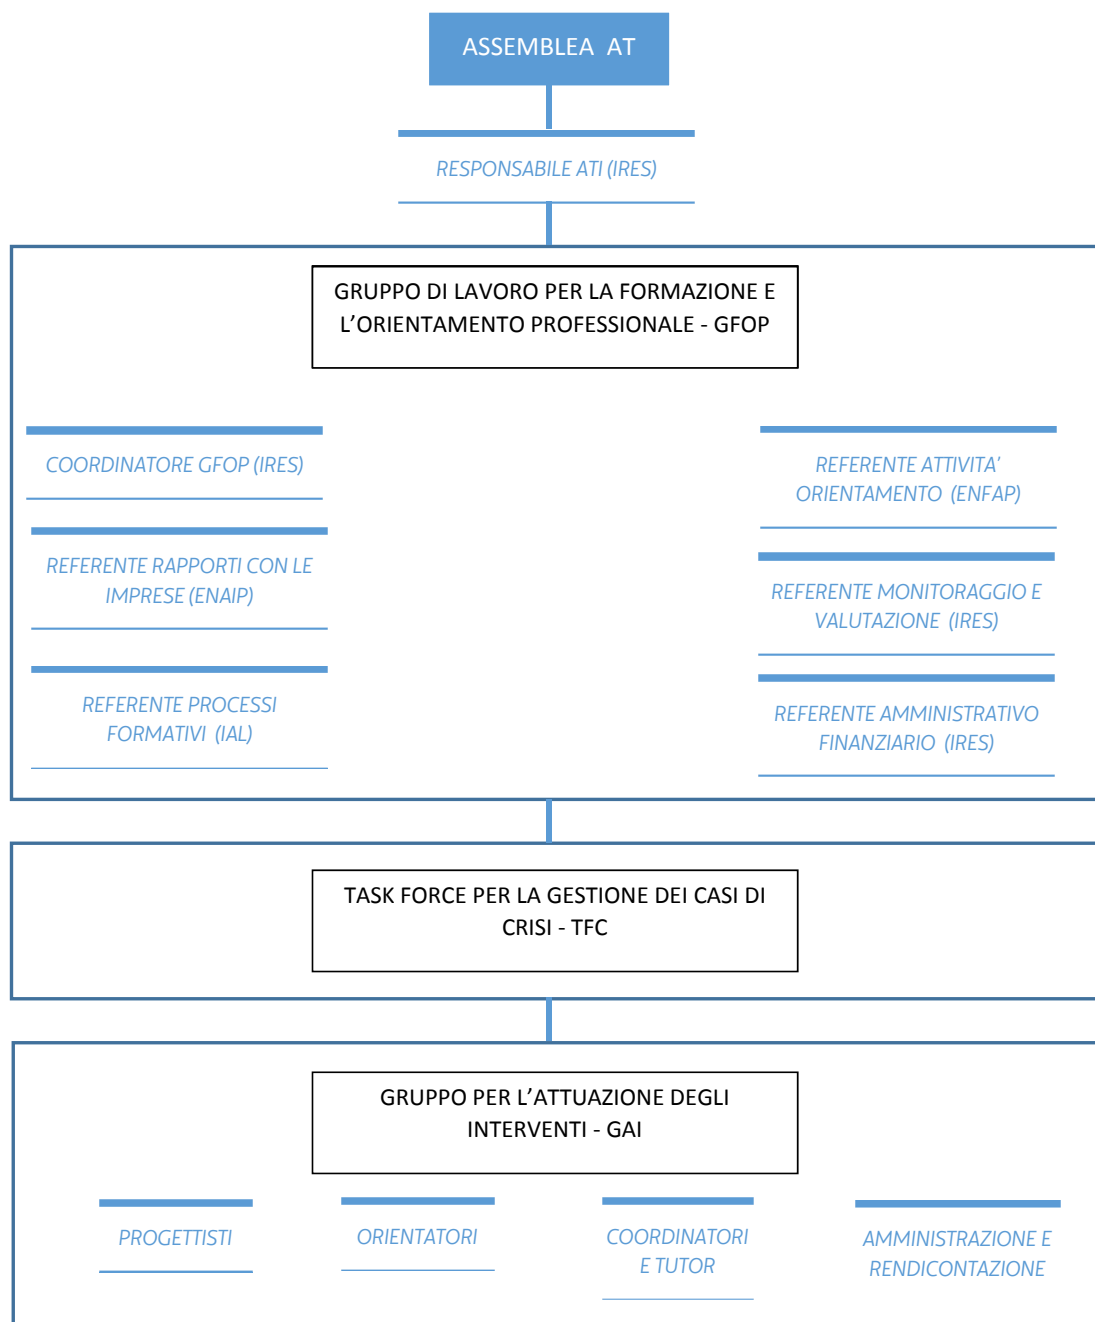 ASSEMBLEA AT
RESPONSABILE ATI (IRES)
GRUPPO DI LAVORO PER LA FORMAZIONE E
L’ORIENTAMENTO PROFESSIONALE - GFOP
COORDINATORE GFOP (IRES)
REFERENTE RAPPORTI CON LE
IMPRESE (ENAIP)
REFERENTE PROCESSI
FORMATIVI (IAL)
REFERENTE ATTIVITA’
ORIENTAMENTO (ENFAP)
REFERENTE MONITORAGGIO E
VALUTAZIONE (IRES)
REFERENTE AMMINISTRATIVO
FINANZIARIO (IRES)
TASK FORCE PER LA GESTIONE DEI CASI DI
CRISI - TFC
GRUPPO PER L’ATTUAZIONE DEGLI
INTERVENTI - GAI
PROGETTISTI
ORIENTATORI
COORDINATORI
E TUTOR
AMMINISTRAZIONE E
RENDICONTAZIONE